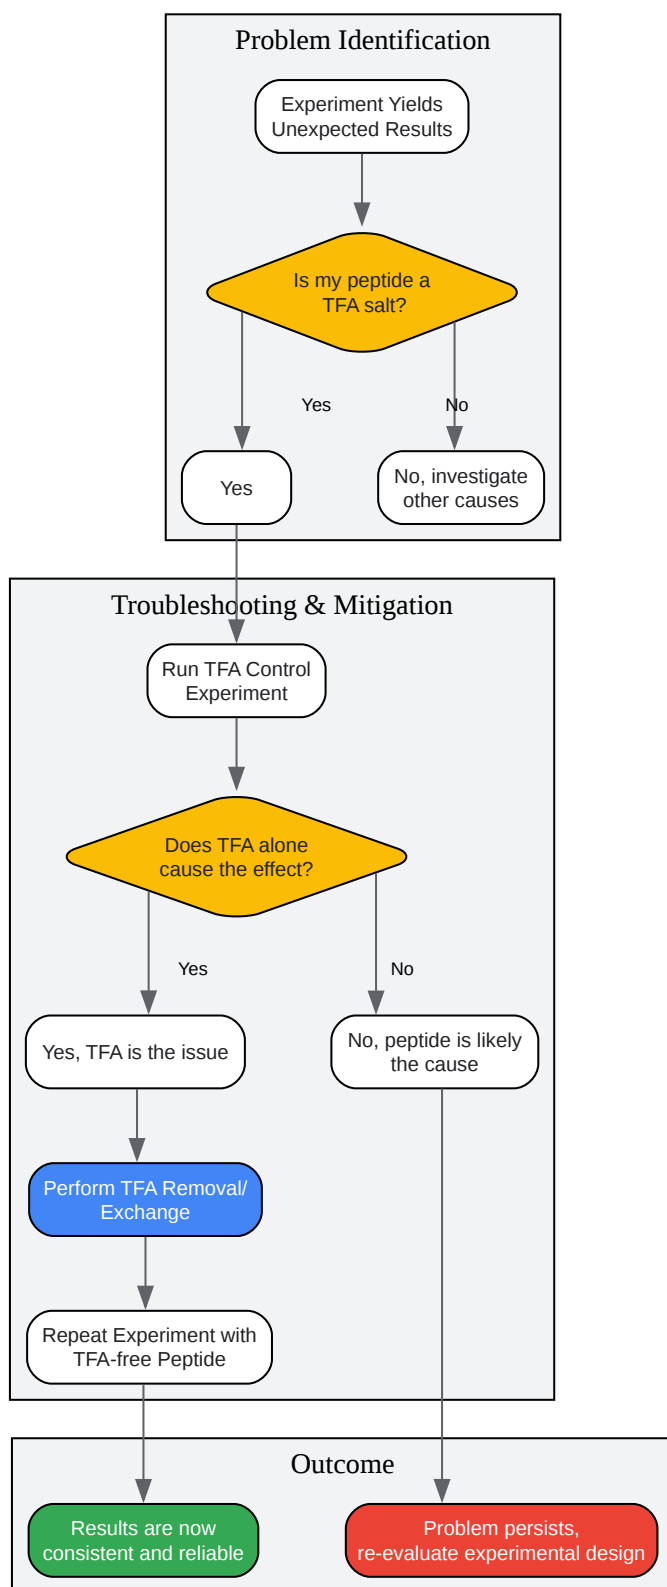 Problem Identification
Experiment Yields
Unexpected Results
Is my peptide a
TFA salt?
Yes
No
Yes
No, investigate
other causes
Troubleshooting & Mitigation
Run TFA Control
Experiment
Does TFA alone
cause the effect?
Yes
No
Yes, TFA is the issue
No, peptide is likely
the cause
Perform TFA Removal/
Exchange
Repeat Experiment with
TFA-free Peptide
Outcome
Results are now
consistent and reliable
Problem persists,
re-evaluate experimental design